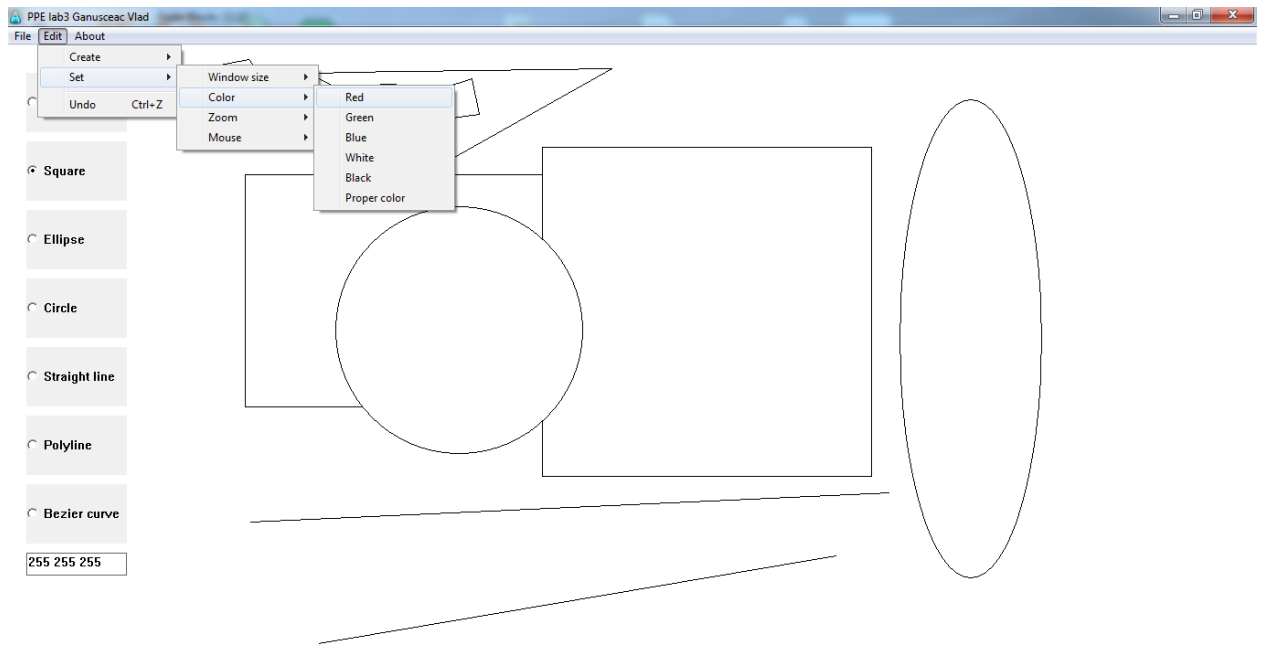 PPE lab3 Ganusceac Vlad
File Edit About
Create
Set
Undo Ctrl+Z
Window size
Color
Zoom
Mouse
Red
Green
Blue
White
Black
Proper color
Square
Ellipse
Circle
Straight line
Polyline
Bezier curve
255 255 255